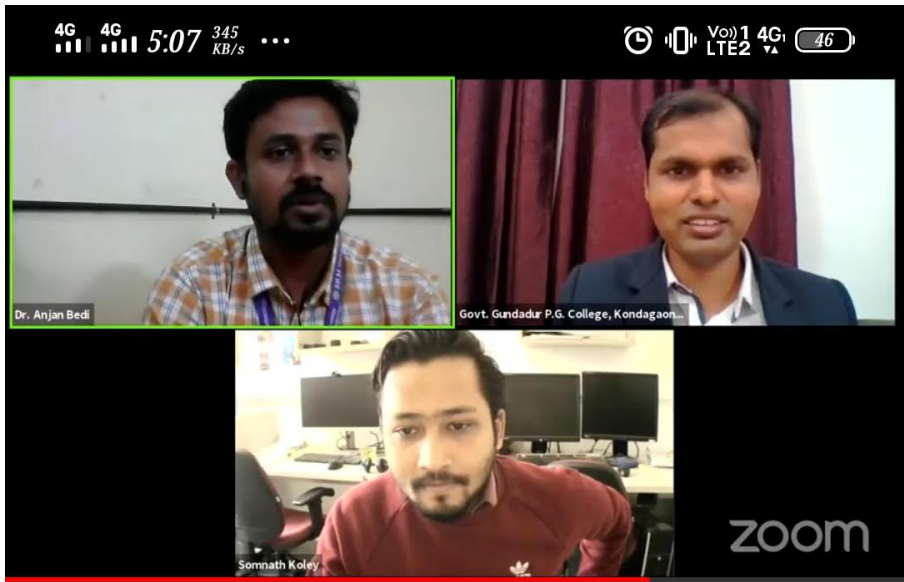 4G 4G 5:07 345 KB/s ... Vo)) 1 4G1 LTE2 46
Dr. Anjan Bedi
Govt. Gundadur P.G. College, Kondagaon...
Somnath Koley
zoom